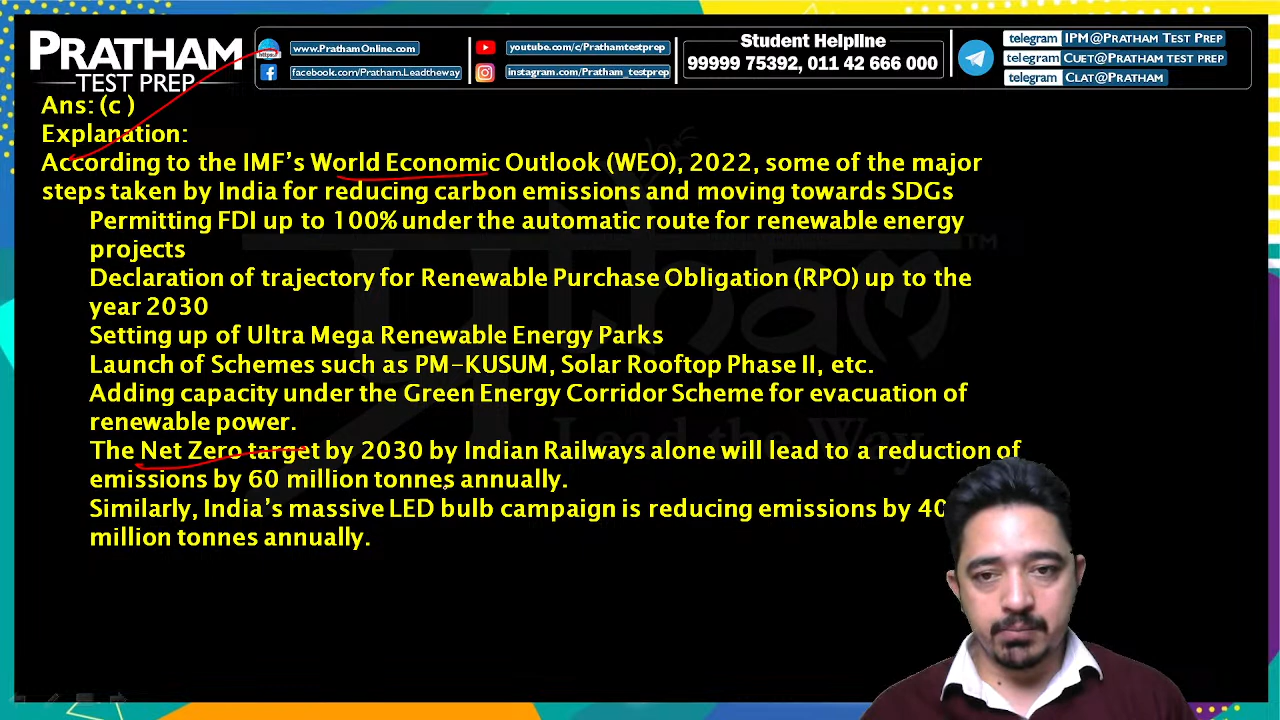 PRATHAM
TEST PREP
https://
www.PrathamOnline.com
facebook.com/Pratham.Leadtheway
youtube.com/c/Prathamtestprep
instagram.com/Pratham_testprep
Student Helpline
99999 75392, 011 42 666 000
telegram IPM@PRATHAM TEST PREP
telegram CUET@PRATHAM TEST PREP
telegram CLAT@PRATHAM
Ans: (c )
Explanation:
According to the IMF's World Economic Outlook (WEO), 2022, some of the major
steps taken by India for reducing carbon emissions and moving towards SDGs
Permitting FDI up to 100% under the automatic route for renewable energy
projects
Declaration of trajectory for Renewable Purchase Obligation (RPO) up to the
year 2030
Setting up of Ultra Mega Renewable Energy Parks
Launch of Schemes such as PM-KUSUM, Solar Rooftop Phase II, etc.
Adding capacity under the Green Energy Corridor Scheme for evacuation of
renewable power.
The Net Zero target by 2030 by Indian Railways alone will lead to a reduction of
emissions by 60 million tonnes annually.
Similarly, India's massive LED bulb campaign is reducing emissions by 40
million tonnes annually.
TM
Lead the Way